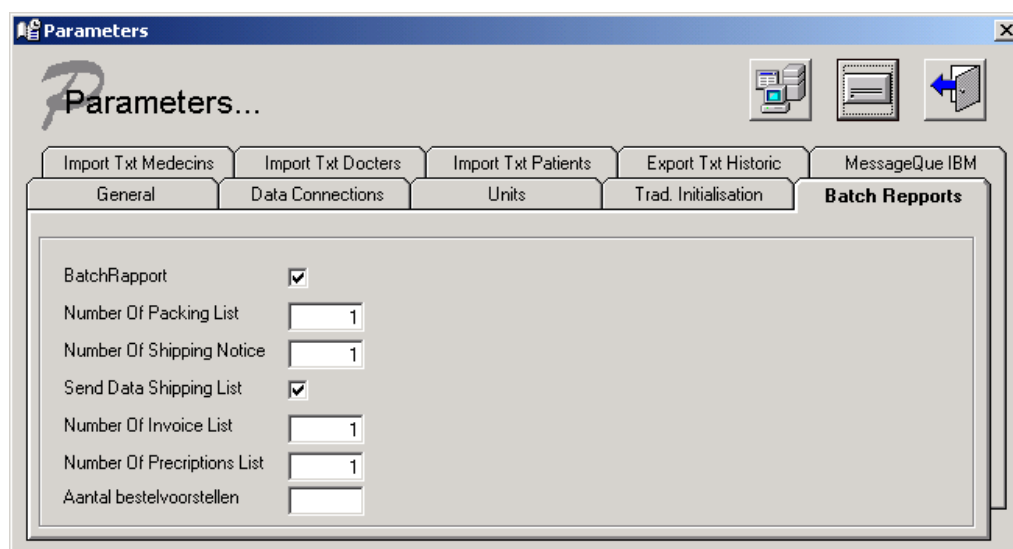 Parameters
Parameters...
Import Txt Medecins Import Txt Docters Import Txt Patients Export Txt Historic MessageQue IBM
General Data Connections Units Trad. Initialisation Batch Repports
BatchRapport
Number Of Packing List 1
Number Of Shipping Notice 1
Send Data Shipping List
Number Of Invoice List 1
Number Of Precriptions List 1
Aantal bestelvoorstellen